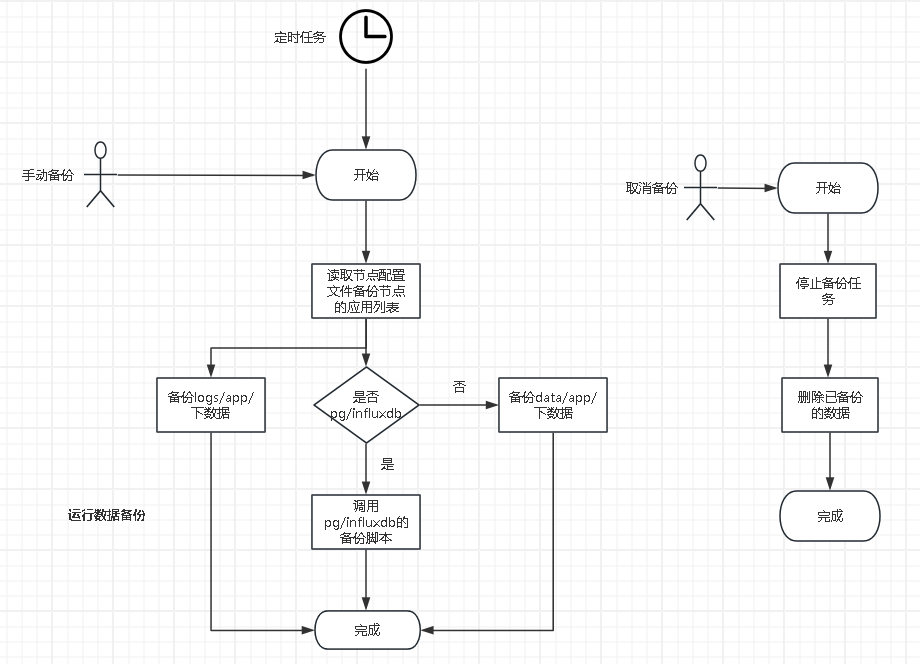 定时任务
手动备份
开始
读取节点配置
文件备份节点
的应用列表
备份logs/app/
下数据
是否
pg/influxdb
否
备份data/app/
下数据
是
调用
pg/influxdb的
备份脚本
运行数据备份
完成
取消备份
开始
停止备份任
务
删除已备份
的数据
完成